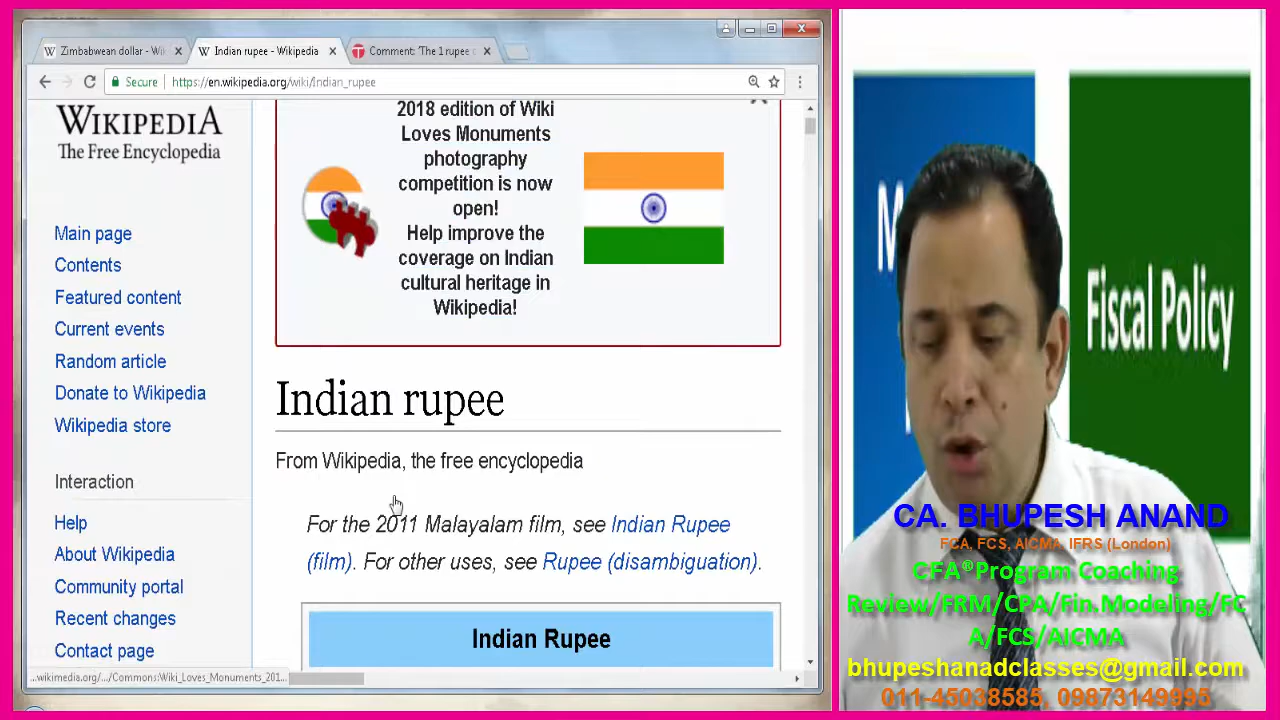 Zimbabwean dollar - Wi
Indian rupee - Wikipedia
Comment: 'The 1 rupee
Secure
https://en.wikipedia.org/wiki/Indian_rupee
WIKIPEDIA
The Free Encyclopedia
Main page
Contents
Featured content
Current events
Random article
Donate to Wikipedia
Wikipedia store
Interaction
Help
About Wikipedia
Community portal
Recent changes
Contact page
2018 edition of Wiki
Loves Monuments
photography
competition is now
open!
Help improve the
coverage on Indian
cultural heritage in
Wikipedia!
Indian rupee
From Wikipedia, the free encyclopedia
For the 2011 Malayalam film, see Indian Rupee
(film). For other uses, see Rupee (disambiguation).
Indian Rupee
..wikimedia.org/.../Commons:Wiki_Loves_Monuments_201...
M
Fiscal Policy
CA. BHUPESH ANAND
FCA, FCS, AICMA, IFRS (London)
CFA®Program Coaching
Review/FRM/CPA/Fin.Modeling/FC
A/FCS/AICMA
bhupeshanadclasses@gmail.com
011-45038585, 09873149995